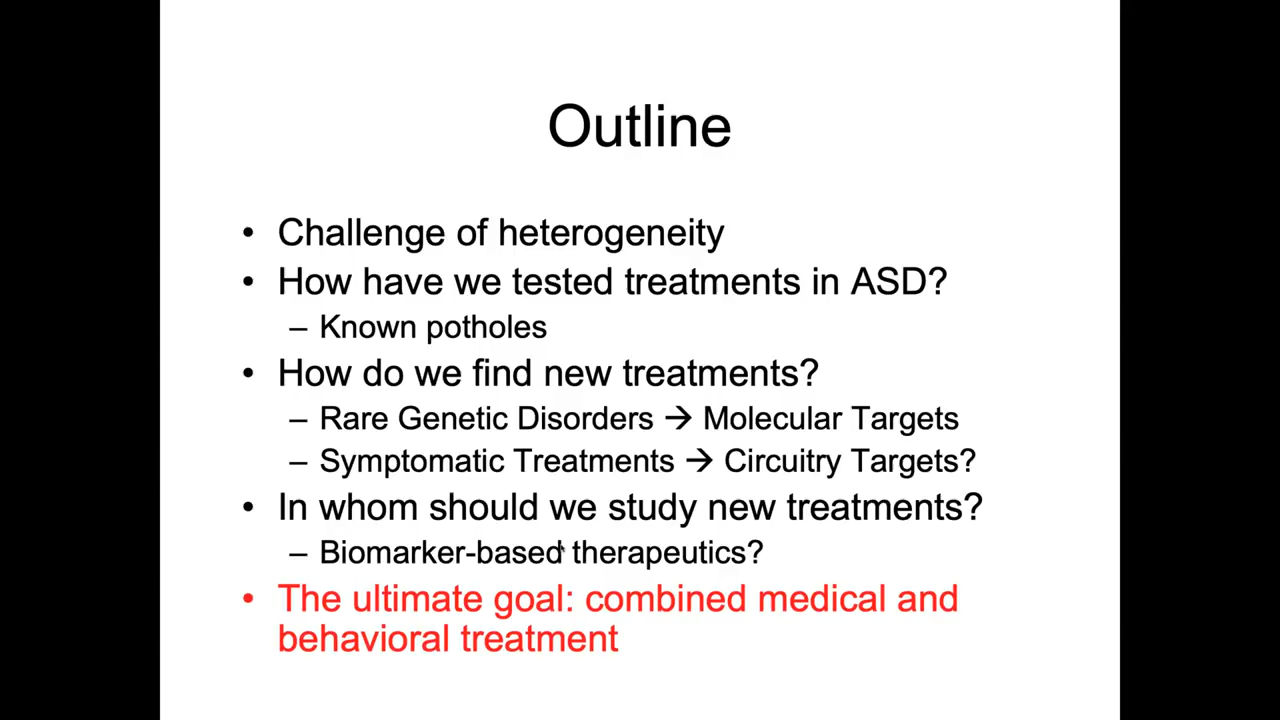 Outline
• Challenge of heterogeneity
• How have we tested treatments in ASD?
– Known potholes
• How do we find new treatments?
– Rare Genetic Disorders → Molecular Targets
– Symptomatic Treatments → Circuitry Targets?
• In whom should we study new treatments?
– Biomarker-based therapeutics?
• The ultimate goal: combined medical and
behavioral treatment